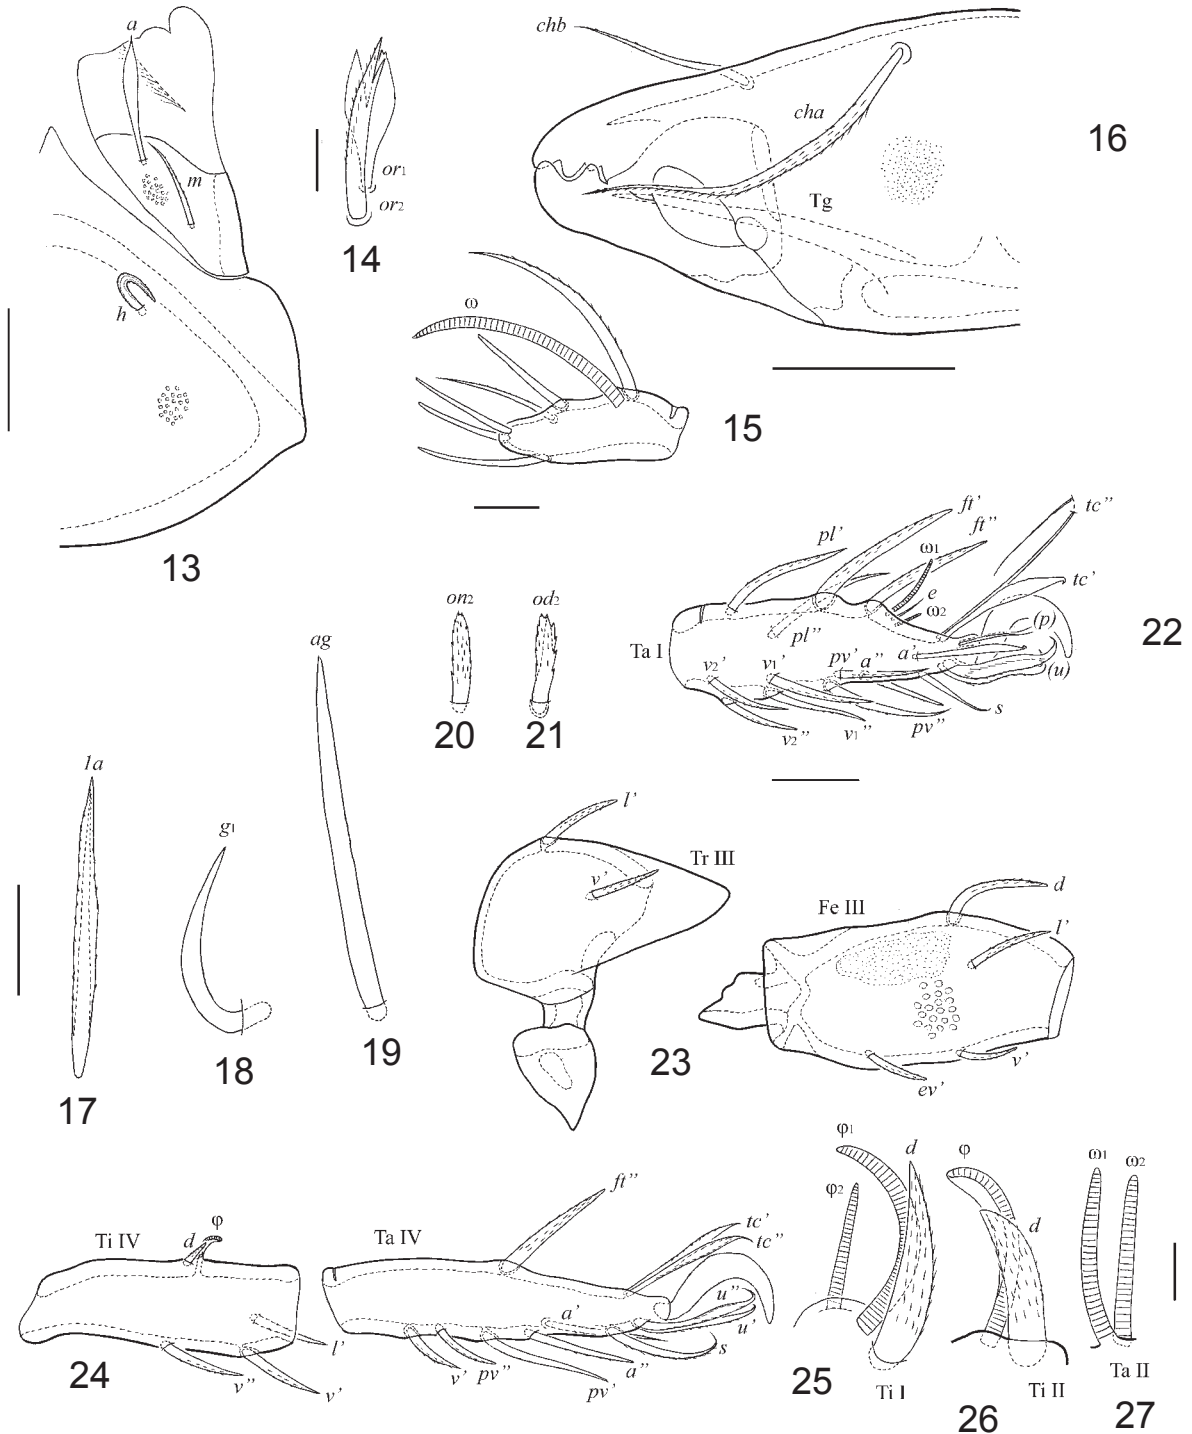 a
m
h
13
or1
or2
14
ω
15
chb
cha
Tg
16
1a
17
g1
18
ag
19
on2
20
od2
21
Ta I
pl’
ft’
ft”
ω1
e
ω2
tc”
tc’
pl”
(p)
a’
(u)
v2’
v1’
pv’
a”
s
v2”
v1”
pv”
22
l’
v’
Tr III
Fe III
d
l’
ev’
v’
23
Ti IV
d
φ
l’
v”
v’
Ta IV
ft”
tc’
tc”
u”
u’
a’
s
a”
v’
pv”
pv’
24
φ1
φ2
d
Ti I
25
φ
d
Ti II
26
ω1
ω2
Ta II
27